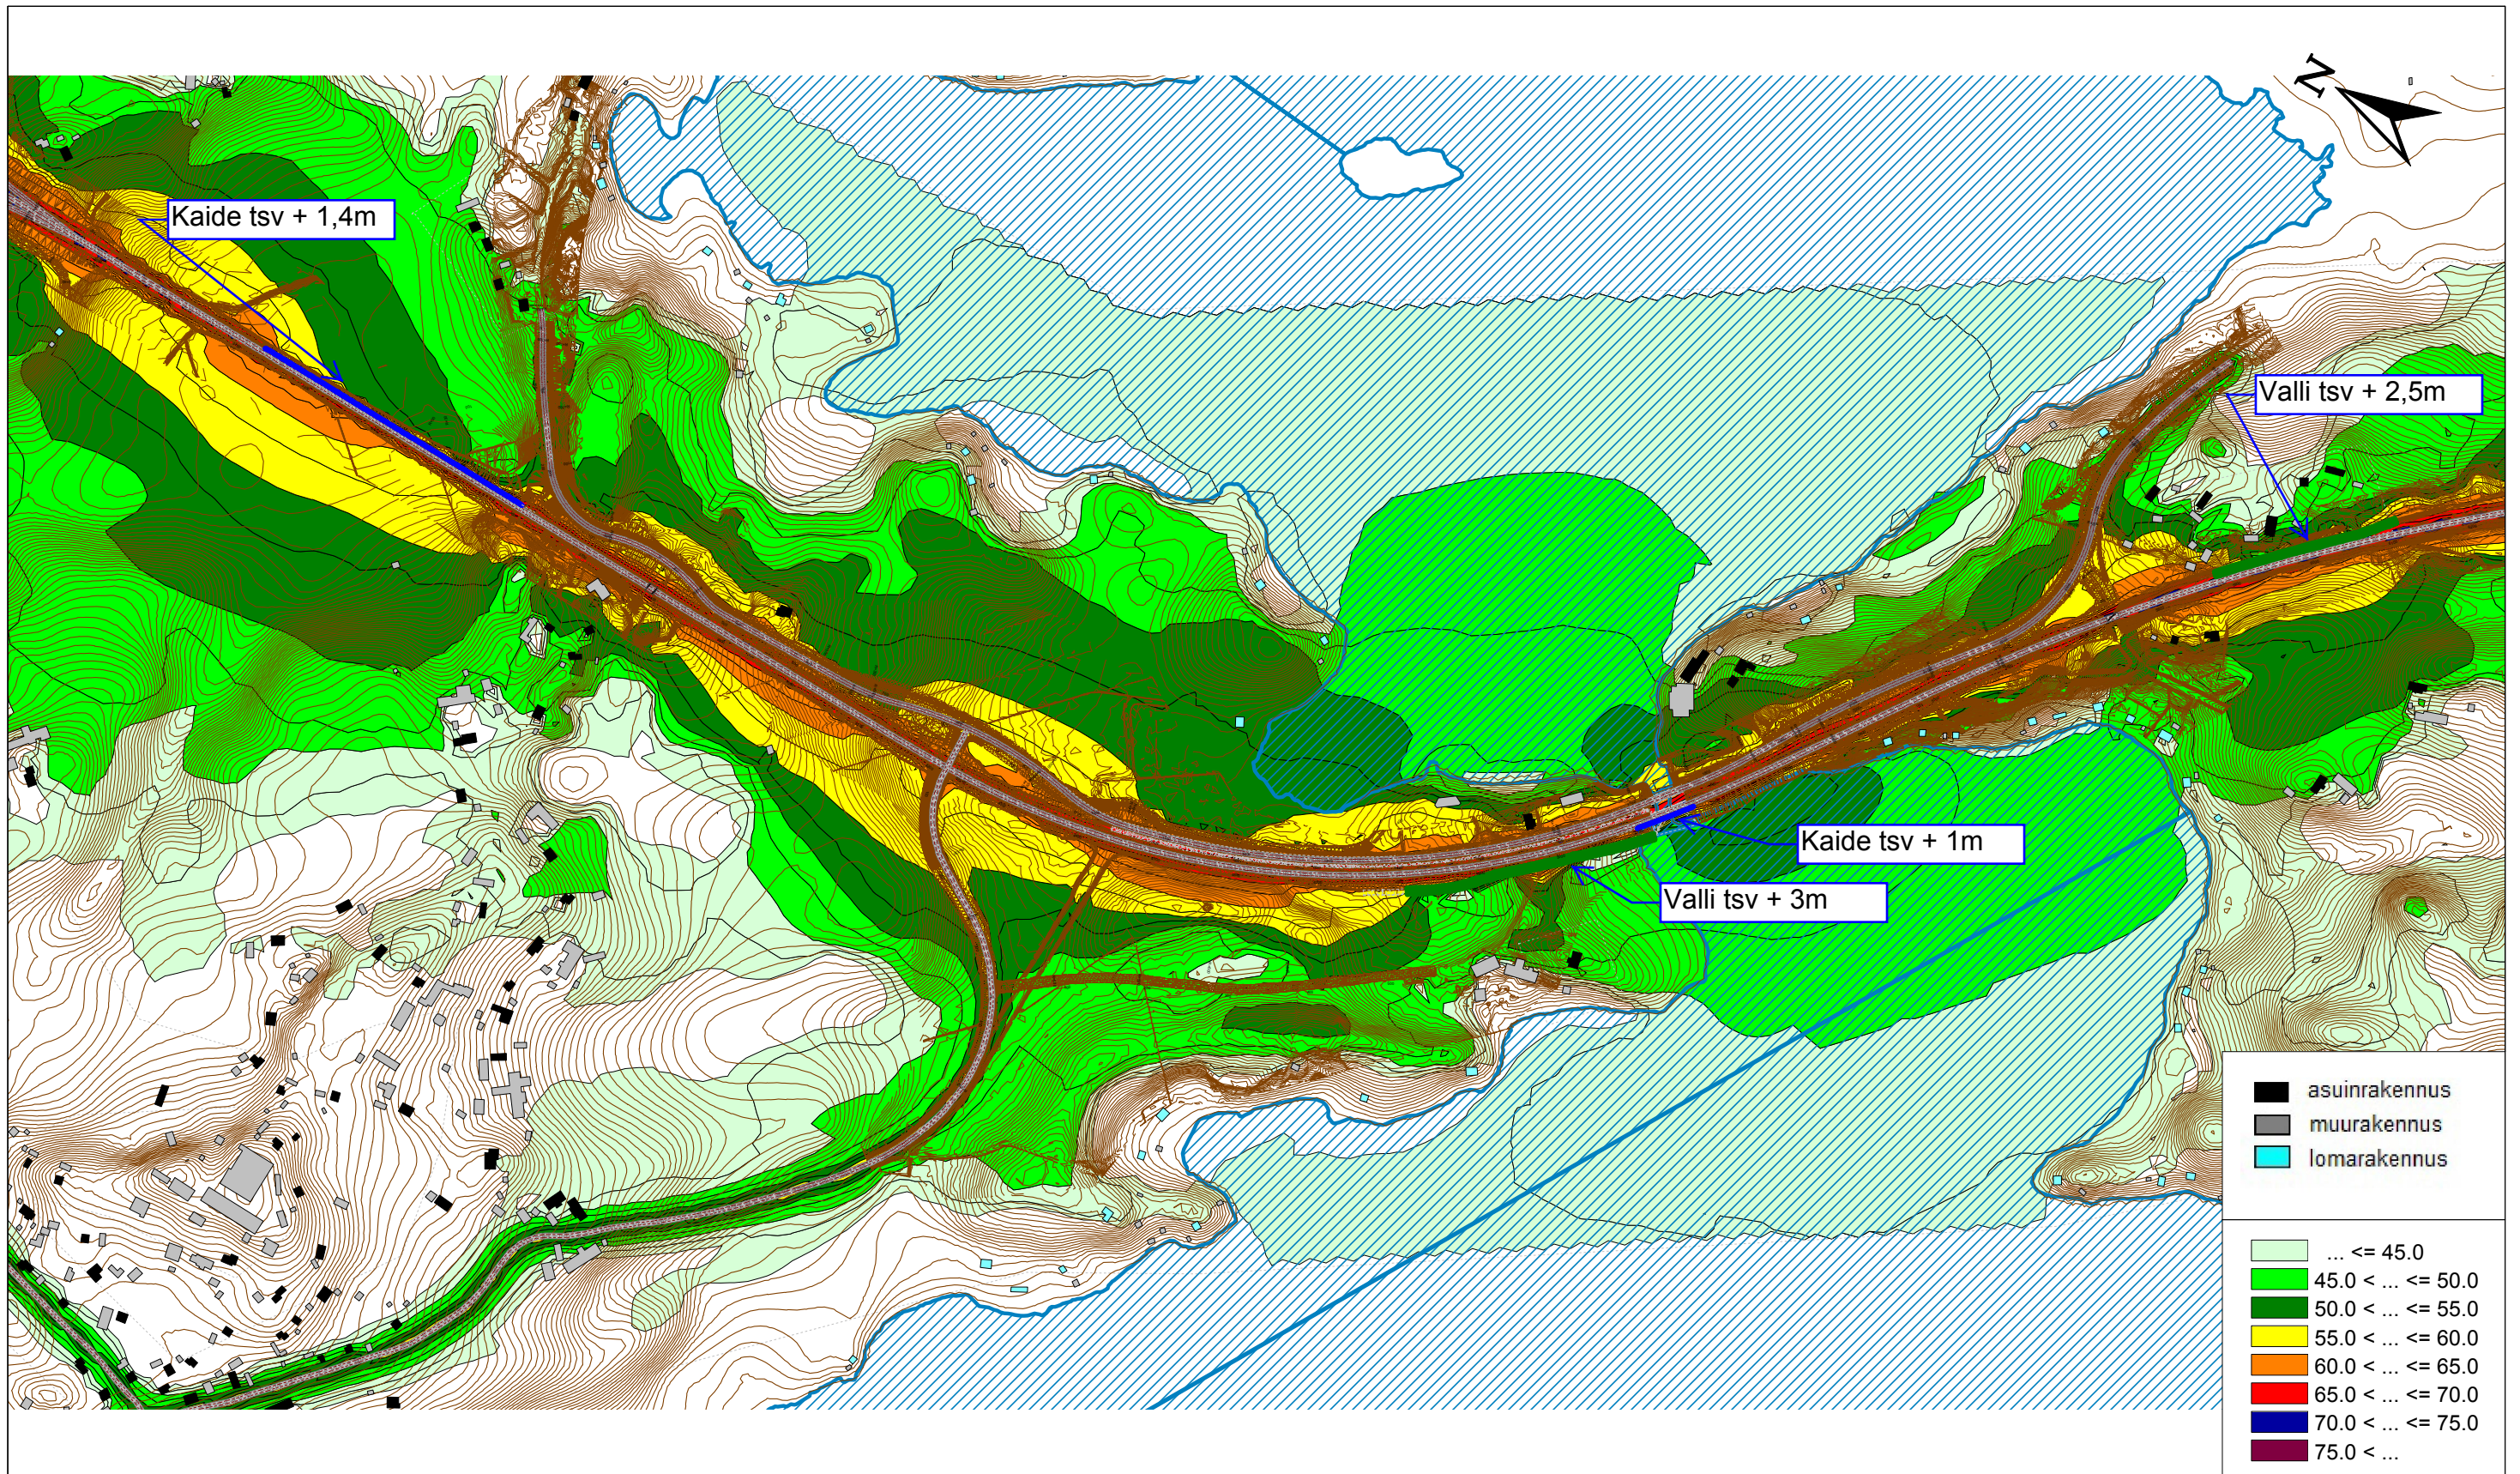 N
Kaide tsv + 1,4m
Valli tsv + 2,5m
Kaide tsv + 1m
Valli tsv + 3m
asuinrakennus
muurakennus
lomarakennus
... <= 45.0
45.0 < ... <= 50.0
50.0 < ... <= 55.0
55.0 < ... <= 60.0
60.0 < ... <= 65.0
65.0 < ... <= 70.0
70.0 < ... <= 75.0
75.0 < ...